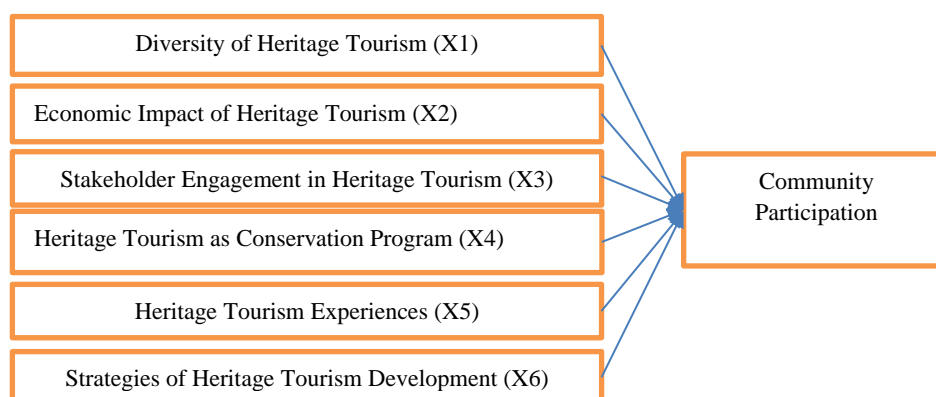 Diversity of Heritage Tourism (X1)
Economic Impact of Heritage Tourism (X2)
Stakeholder Engagement in Heritage Tourism (X3)
Heritage Tourism as Conservation Program (X4)
Heritage Tourism Experiences (X5)
Strategies of Heritage Tourism Development (X6)
Community
Participation